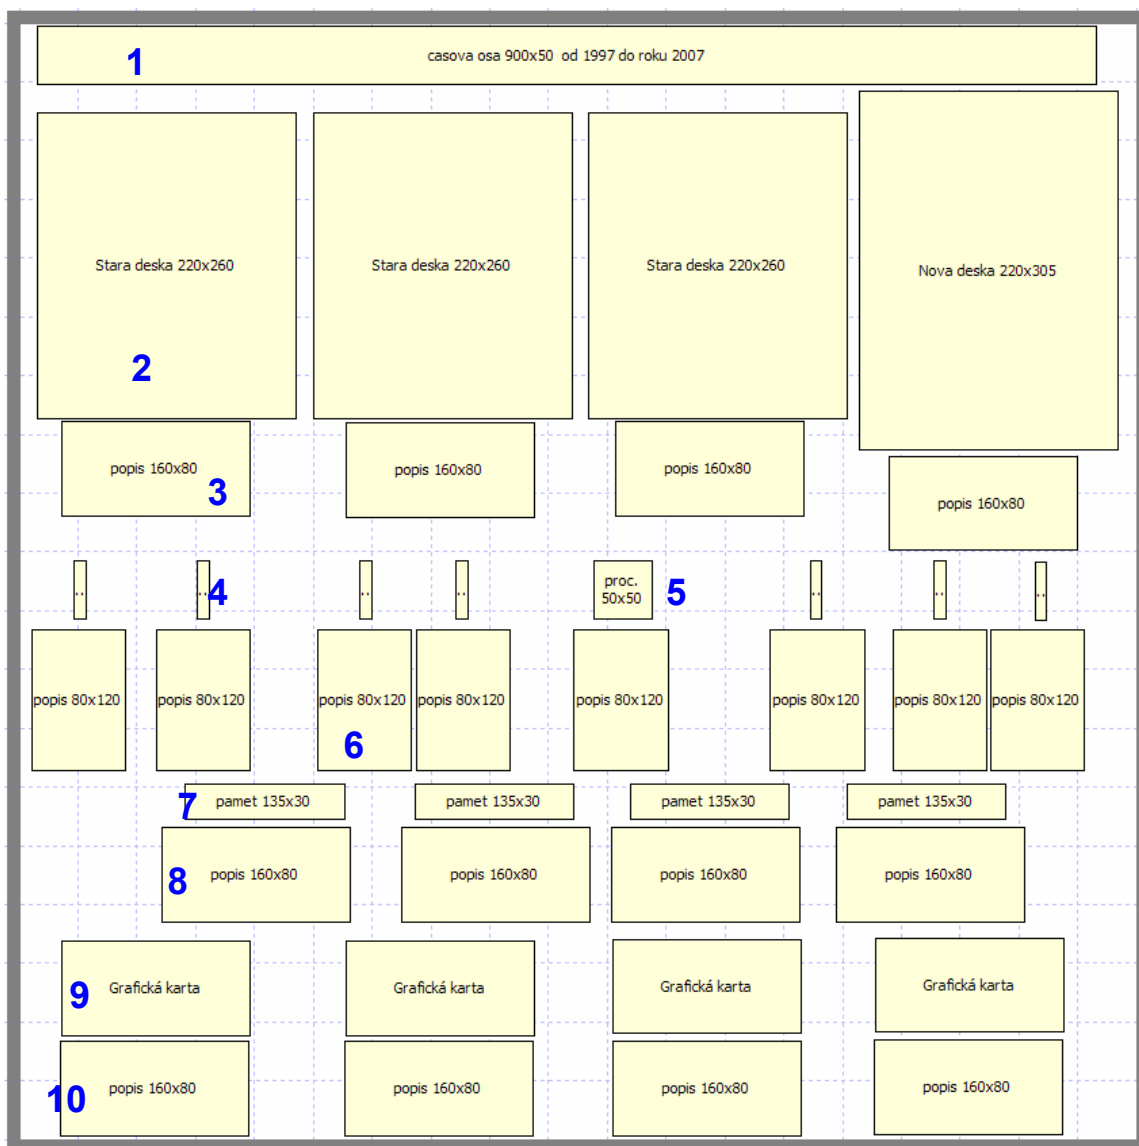 1 casova osa 900x50 od 1997 do roku 2007
Stara deska 220x260 Stara deska 220x260 Stara deska 220x260 Nova deska 220x305
2
popis 160x80 popis 160x80 popis 160x80
3
popis 160x80
4
proc.
50x50
5
popis 80x120 popis 80x120 popis 80x120 popis 80x120 popis 80x120 popis 80x120 popis 80x120 popis 80x120
6
7 pamet 135x30 pamet 135x30 pamet 135x30 pamet 135x30
8 popis 160x80 popis 160x80 popis 160x80 popis 160x80
9 Grafická karta Grafická karta Grafická karta Grafická karta
10 popis 160x80 popis 160x80 popis 160x80 popis 160x80